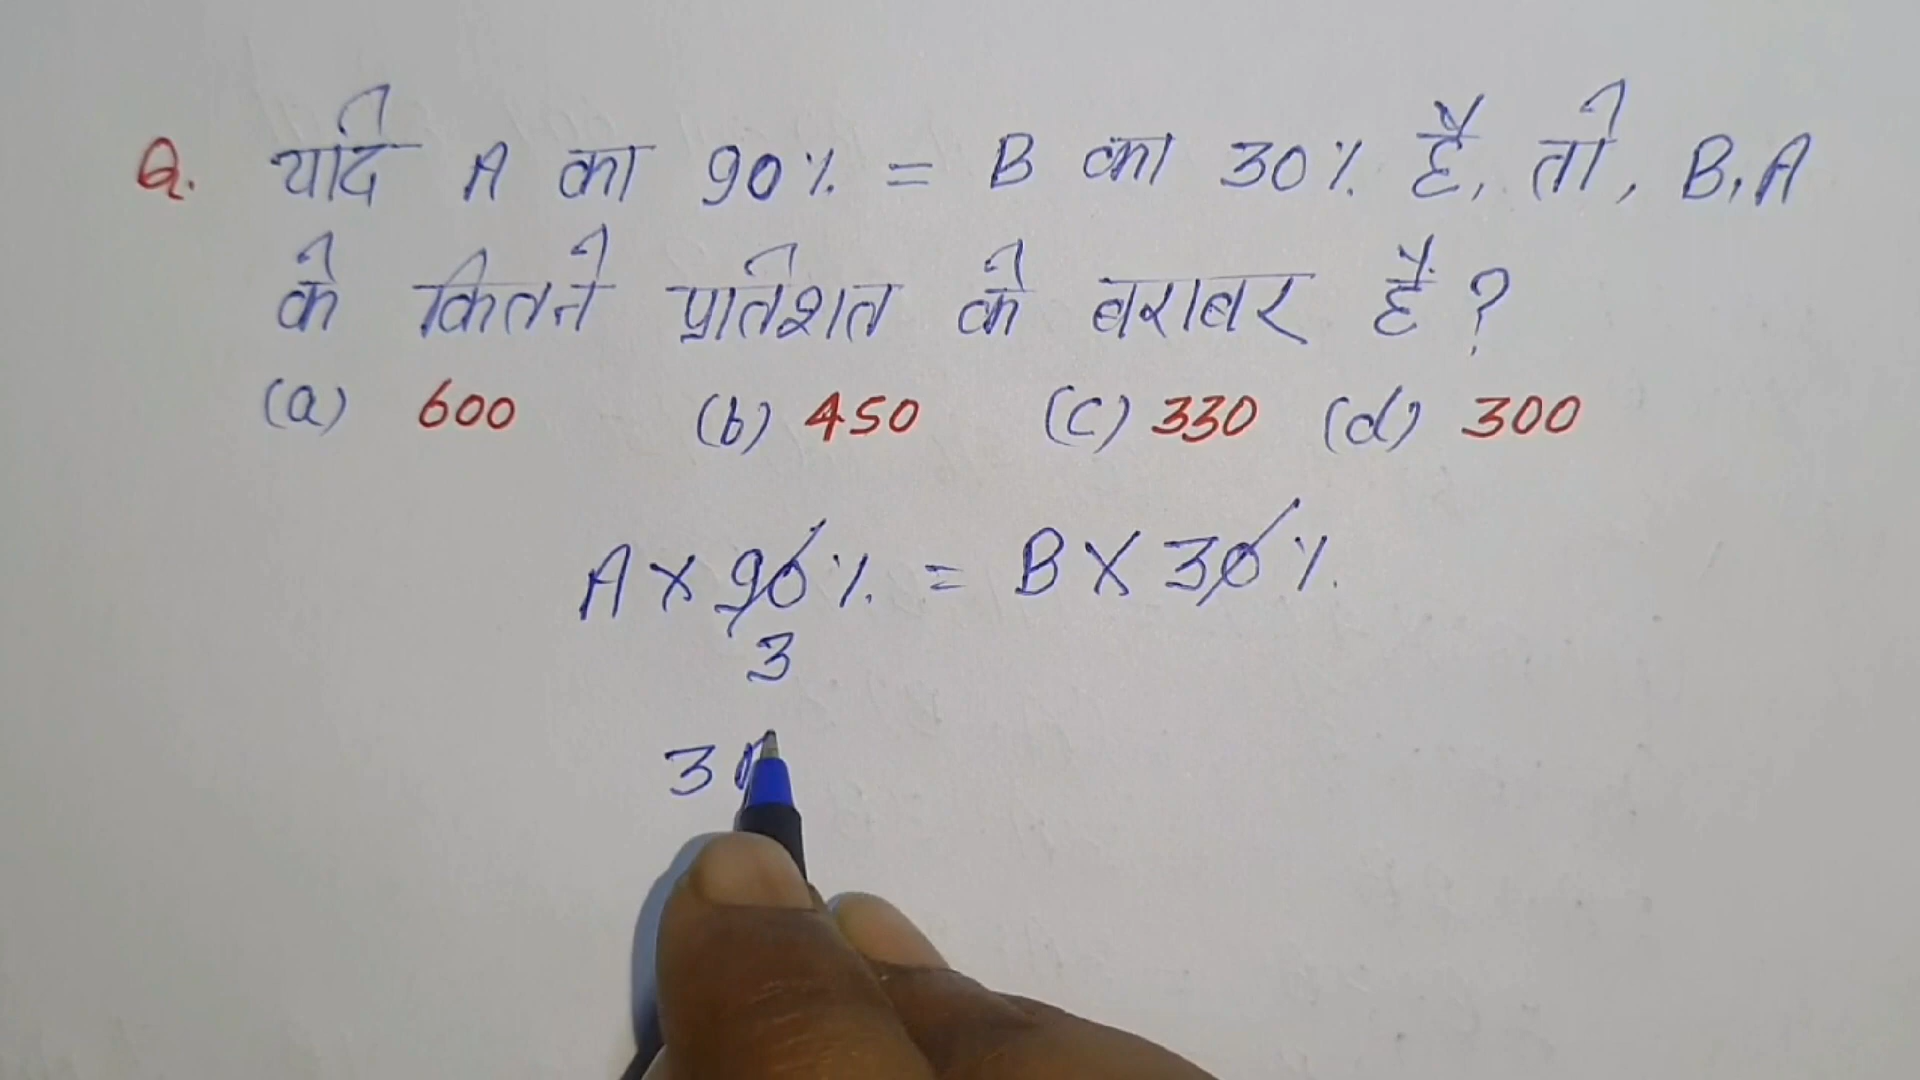 Q. यदि A का 90% = B का 30% है, तो, B, A
के कितने प्रतिशत के बराबर है?
(a) 600 (b) 450 (c) 330 (d) 300
A × 90% = B × 30%
3
3